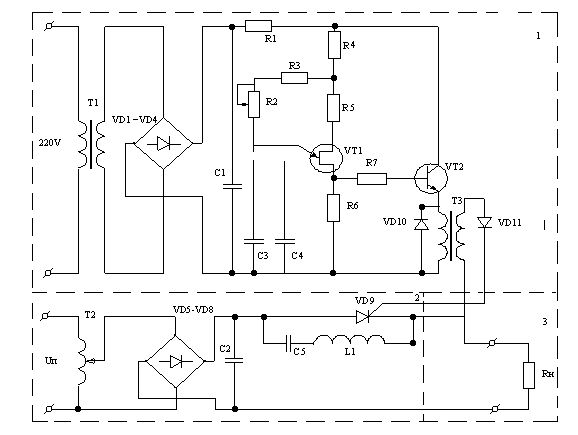 1
R1
R4
R3
T1
VD1-VD4
R2
R5
220V
VT1
R7
VT2
C1
R6
T3
VD10
VD11
C3
C4
2
VD9
T2
VD5-VD8
3
Uп
C2
C5
L1
Rн